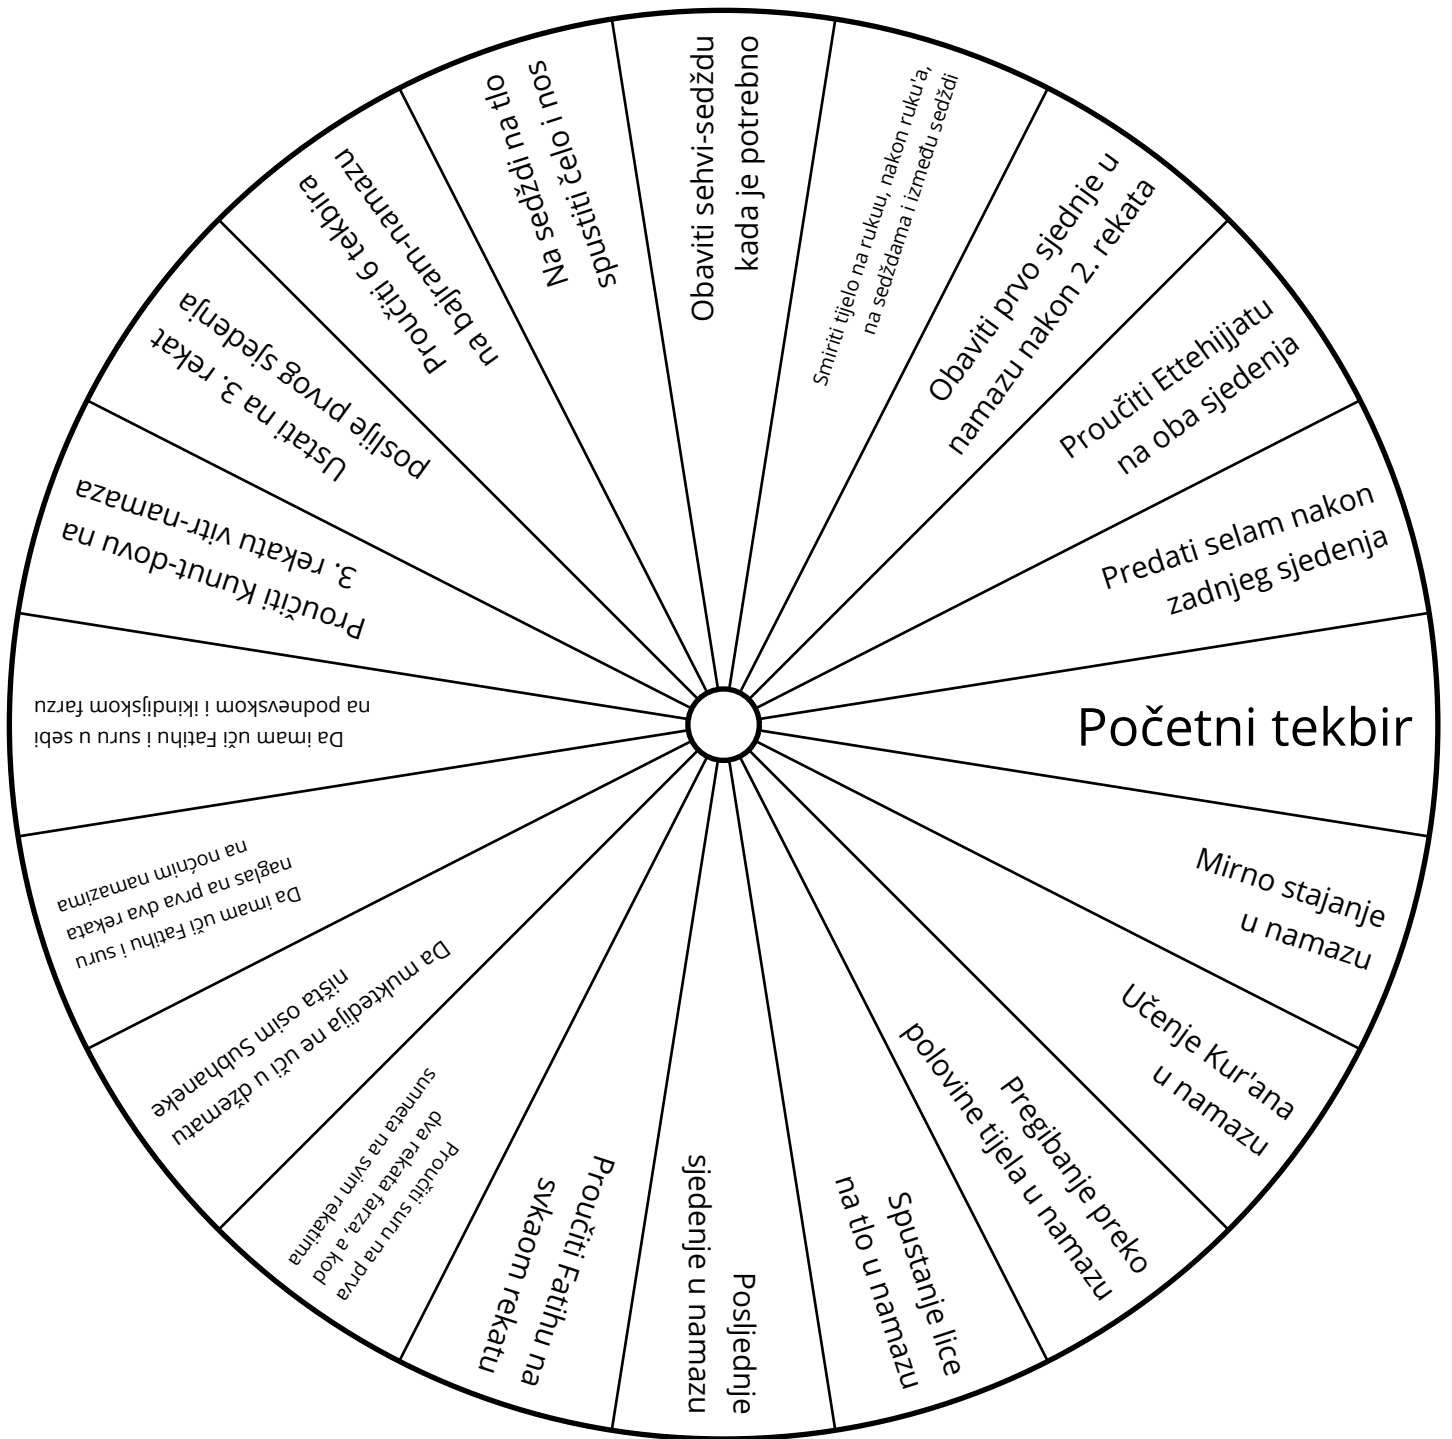 Početni tekbir
Mirno stajanje
u namazu
Učenje Kur'ana
u namazu
Pregibanje preko
polovine tijela u namazu
Spustanje lice
na tlo u namazu
Posljednje
sjedenje u namazu
Proučiti Fatihu na
svkaom rekatu
Proučiti suru na prva
dva rekata farza, a kod
sunneta na svim rekatima
Da muktedija ne uči u džematu
ništa osim Subhaneke
Da imam uči Fatihu i suru
naglas na prva dva rekata
na noćnim namazima
Da imam uči Fatihu i suru u sebi
na podnevskom i ikindijskom farzu
Proučiti Kunut-dovu na
3. rekatu vitr-namaza
Ustati na 3. rekat
poslije prvog sjedenja
Proučiti 6 tekbira
na bajram-namazu
Na sedždi na tlo
spustiti čelo i nos
Obaviti sehvi-sedždu
kada je potrebno
Smiriti tijelo na rukuu, nakon ruku'a,
na sedždama i između sedždi
Obaviti prvo sjednje u
namazu nakon 2. rekata
Proučiti Ettehijjatu
na oba sjedenja
Predati selam nakon
zadnjeg sjedenja